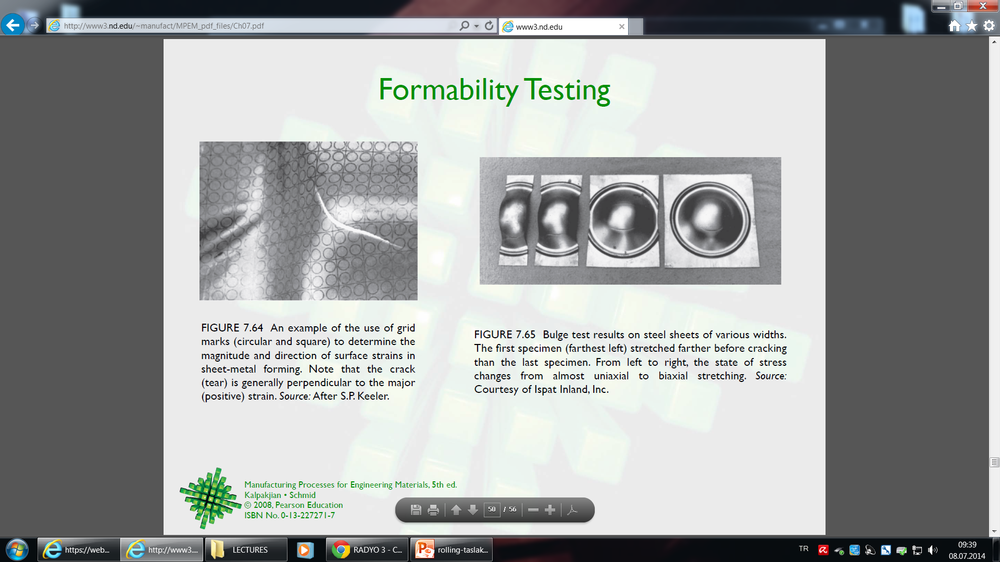 http://www3.nd.edu/~manufact/MPEM_pdf_files/Ch07.pdf
www3.nd.edu
Formability Testing
FIGURE 7.64 An example of the use of grid
marks (circular and square) to determine the
magnitude and direction of surface strains in
sheet-metal forming. Note that the crack
(tear) is generally perpendicular to the major
(positive) strain. Source: After S.P. Keeler.
FIGURE 7.65 Bulge test results on steel sheets of various widths.
The first specimen (farthest left) stretched farther before cracking
than the last specimen. From left to right, the state of stress
changes from almost uniaxial to biaxial stretching. Source:
Courtesy of Ispat Inland, Inc.
Manufacturing Processes for Engineering Materials, 5th ed.
Kalpakjian • Schmid
© 2008, Pearson Education
ISBN No. 0-13-227271-7
50 / 56
https://web...
http://www3....
LECTURES
RADYO 3 - C...
rolling-taslak...
TR
09:39
08.07.2014